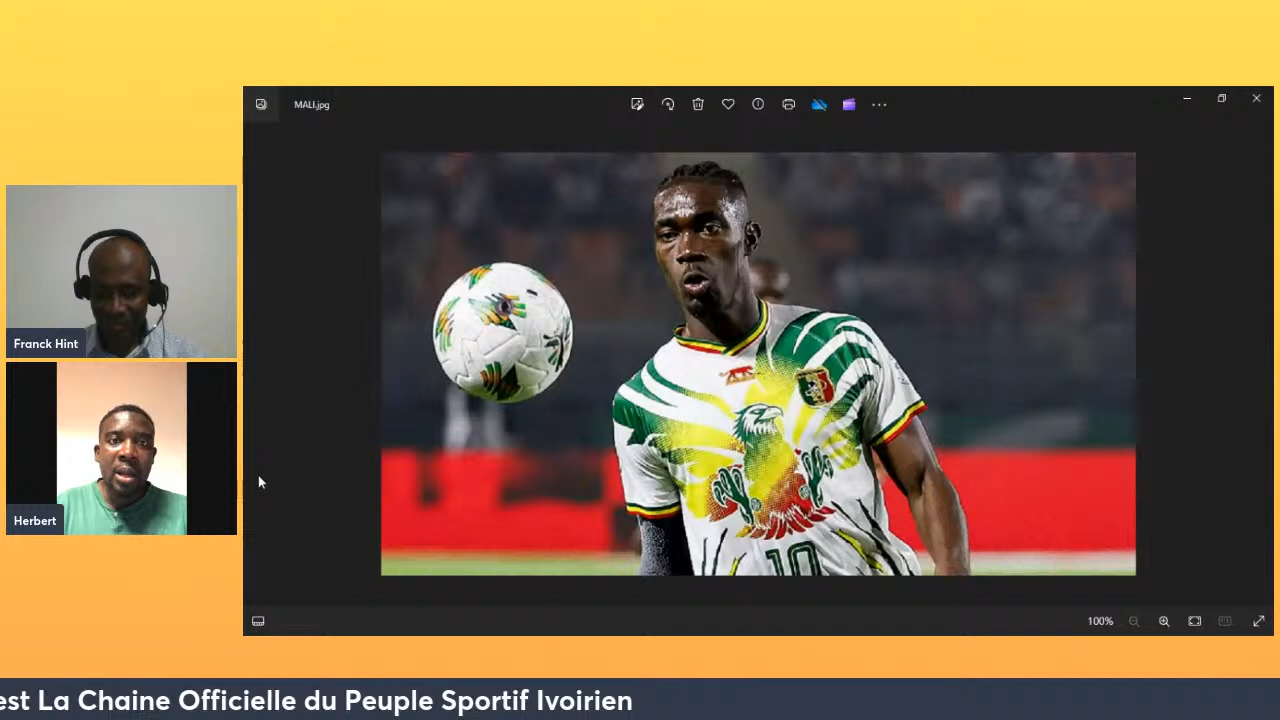 MALI.jpg
Franck Hint
Herbert
10
100%
est La Chaine Officielle du Peuple Sportif Ivoirien